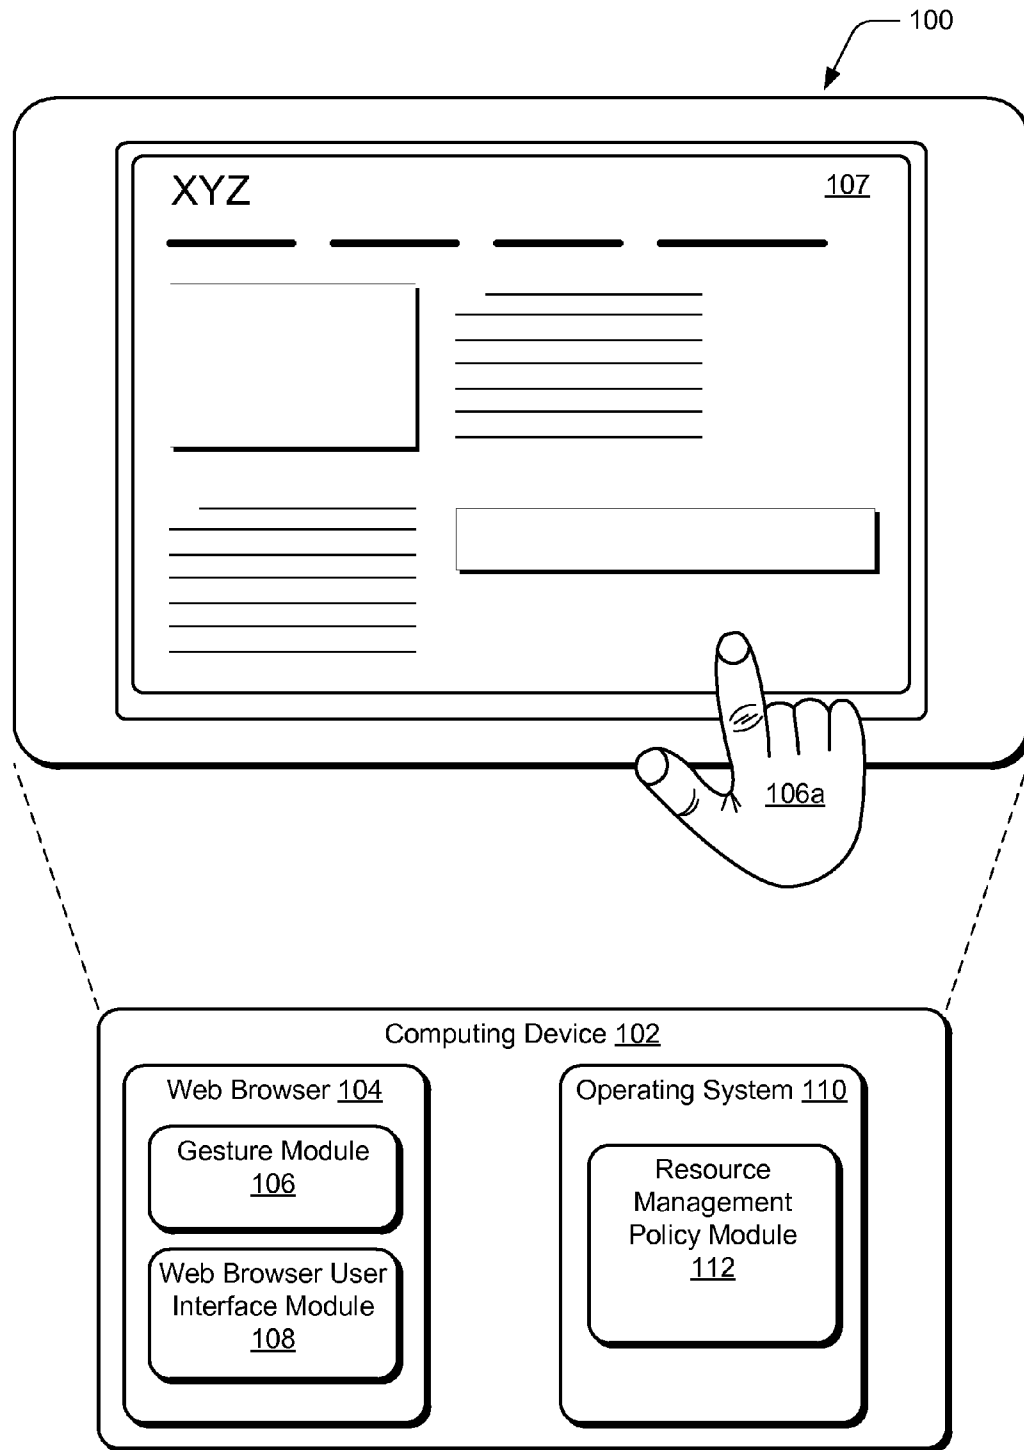 100
XYZ
107
106a
Computing Device 102
Web Browser 104
Gesture Module
106
Web Browser User
Interface Module
108
Operating System 110
Resource
Management
Policy Module
112